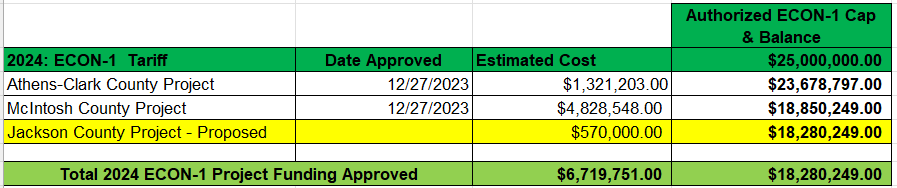 Authorized ECON-1 Cap
& Balance
2024: ECON-1 Tariff Date Approved Estimated Cost $25,000,000.00
Athens-Clark County Project 12/27/2023 $1,321,203.00 $23,678,797.00
McIntosh County Project 12/27/2023 $4,828,548.00 $18,850,249.00
Jackson County Project - Proposed $570,000.00 $18,280,249.00
Total 2024 ECON-1 Project Funding Approved $6,719,751.00 $18,280,249.00